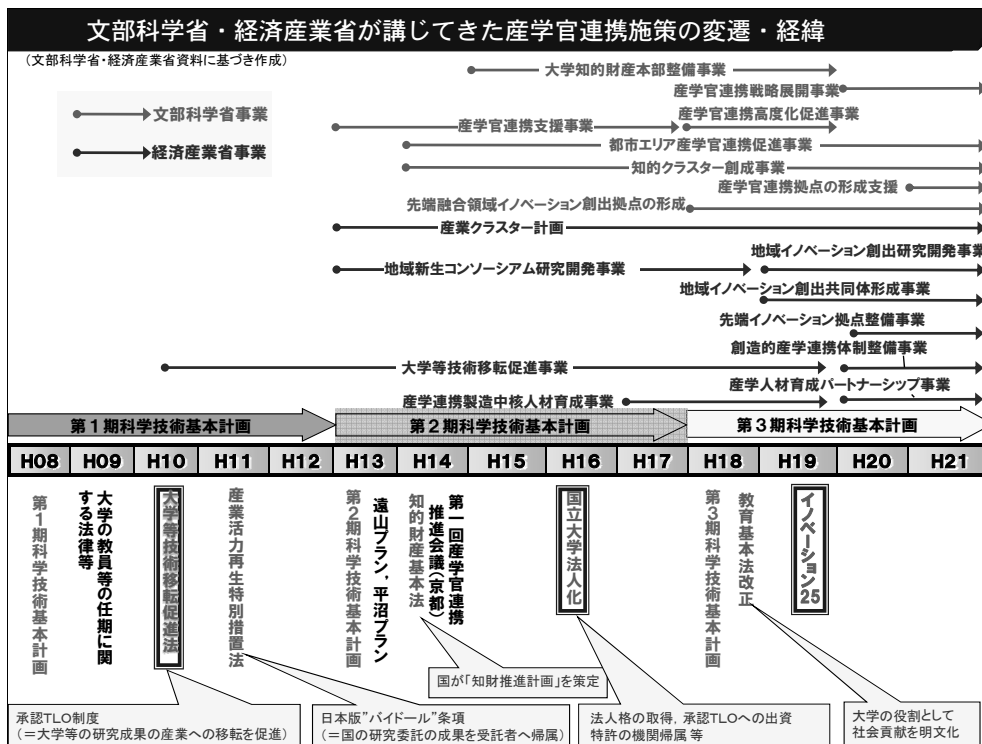 文部科学省・経済産業省が講じてきた産学官連携施策の変遷・経緯
（文部科学省・経済産業省資料に基づき作成）
文部科学省事業
経済産業省事業
大学知的財産本部整備事業
産学官連携戦略展開事業
産学官連携支援事業
産学官連携高度化促進事業
都市エリア産学官連携促進事業
知的クラスター創成事業
産学官連携拠点の形成支援
先端融合領域イノベーション創出拠点の形成
産業クラスター計画
地域イノベーション創出研究開発事業
地域新生コンソーシアム研究開発事業
地域イノベーション創出共同体形成事業
先端イノベーション拠点整備事業
創造的産学連携体制整備事業
大学等技術移転促進事業
産学人材育成パートナーシップ事業
産学連携製造中核人材育成事業
第１期科学技術基本計画
第２期科学技術基本計画
第３期科学技術基本計画
H08 H09 H10 H11 H12 H13 H14 H15 H16 H17 H18 H19 H20 H21
第１期科学技術基本計画
大学の教員等の任期に関
する法律等
大学等技術移転促進法
産業活力再生特別措置法
第２期科学技術基本計画
遠山プラン，平沼プラン
知的財産基本法
第一回産学官連携
推進会議（京都）
国立大学法人化
第３期科学技術基本計画
教育基本法改正
イノベーション25
国が「知財推進計画」を策定
承認TLO制度
（＝大学等の研究成果の産業への移転を促進）
日本版”バイドール”条項
（＝国の研究委託の成果を受託者へ帰属）
法人格の取得，承認TLOへの出資
特許の機関帰属 等
大学の役割として
社会貢献を明文化